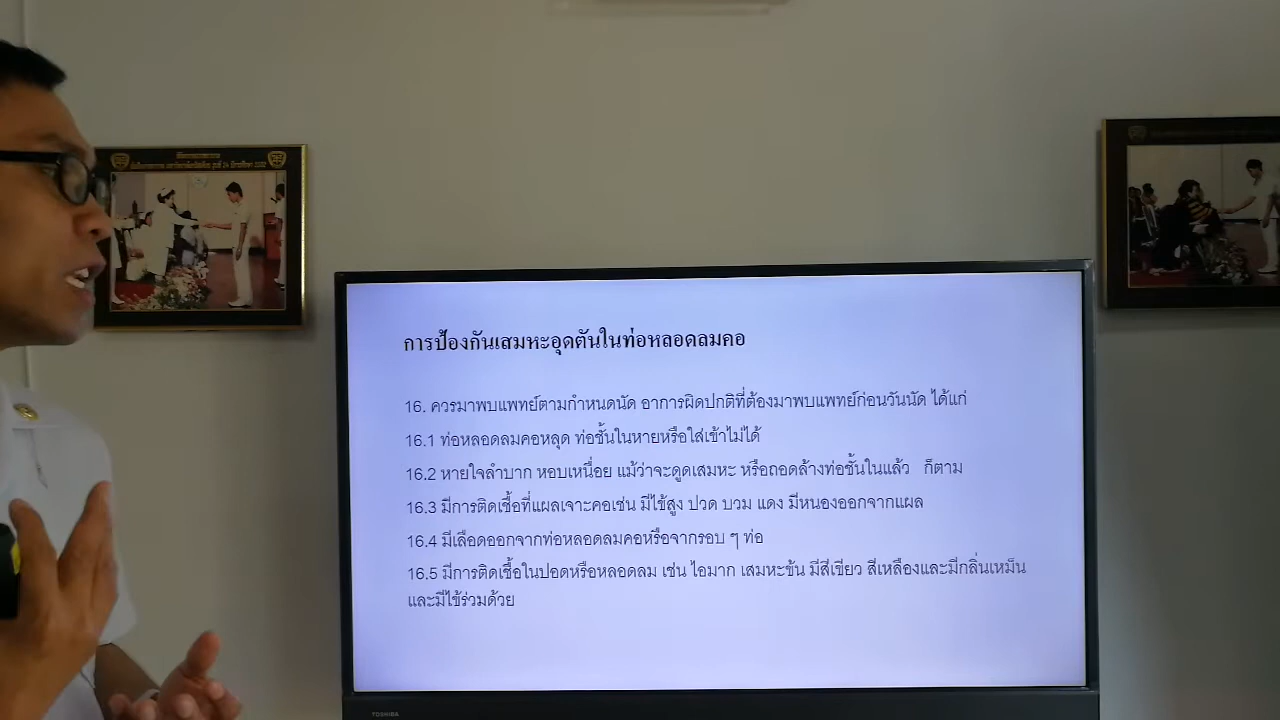 การป้องกันเสมหะอุดตันในท่อหลอดลมคอ
16. ควรมาพบแพทย์ตามกำหนดนัด อาการผิดปกติที่ต้องมาพบแพทย์ก่อนวันนัด ได้แก่
16.1 ท่อหลอดลมคอหลุด ท่อชั้นในหายหรือใส่เข้าไม่ได้
16.2 หายใจลำบาก หอบเหนื่อย แม้ว่าจะดูดเสมหะ หรือถอดล้างท่อชั้นในแล้ว ก็ตาม
16.3 มีการติดเชื้อที่แผลเจาะคอเช่น มีไข้สูง ปวด บวม แดง มีหนองออกจากแผล
16.4 มีเลือดออกจากท่อหลอดลมคอหรือจากรอบ ๆ ท่อ
16.5 มีการติดเชื้อในปอดหรือหลอดลม เช่น ไอมาก เสมหะข้น มีสีเขียว สีเหลืองและมีกลิ่นเหม็น
และมีไข้ร่วมด้วย
TOSHIBA